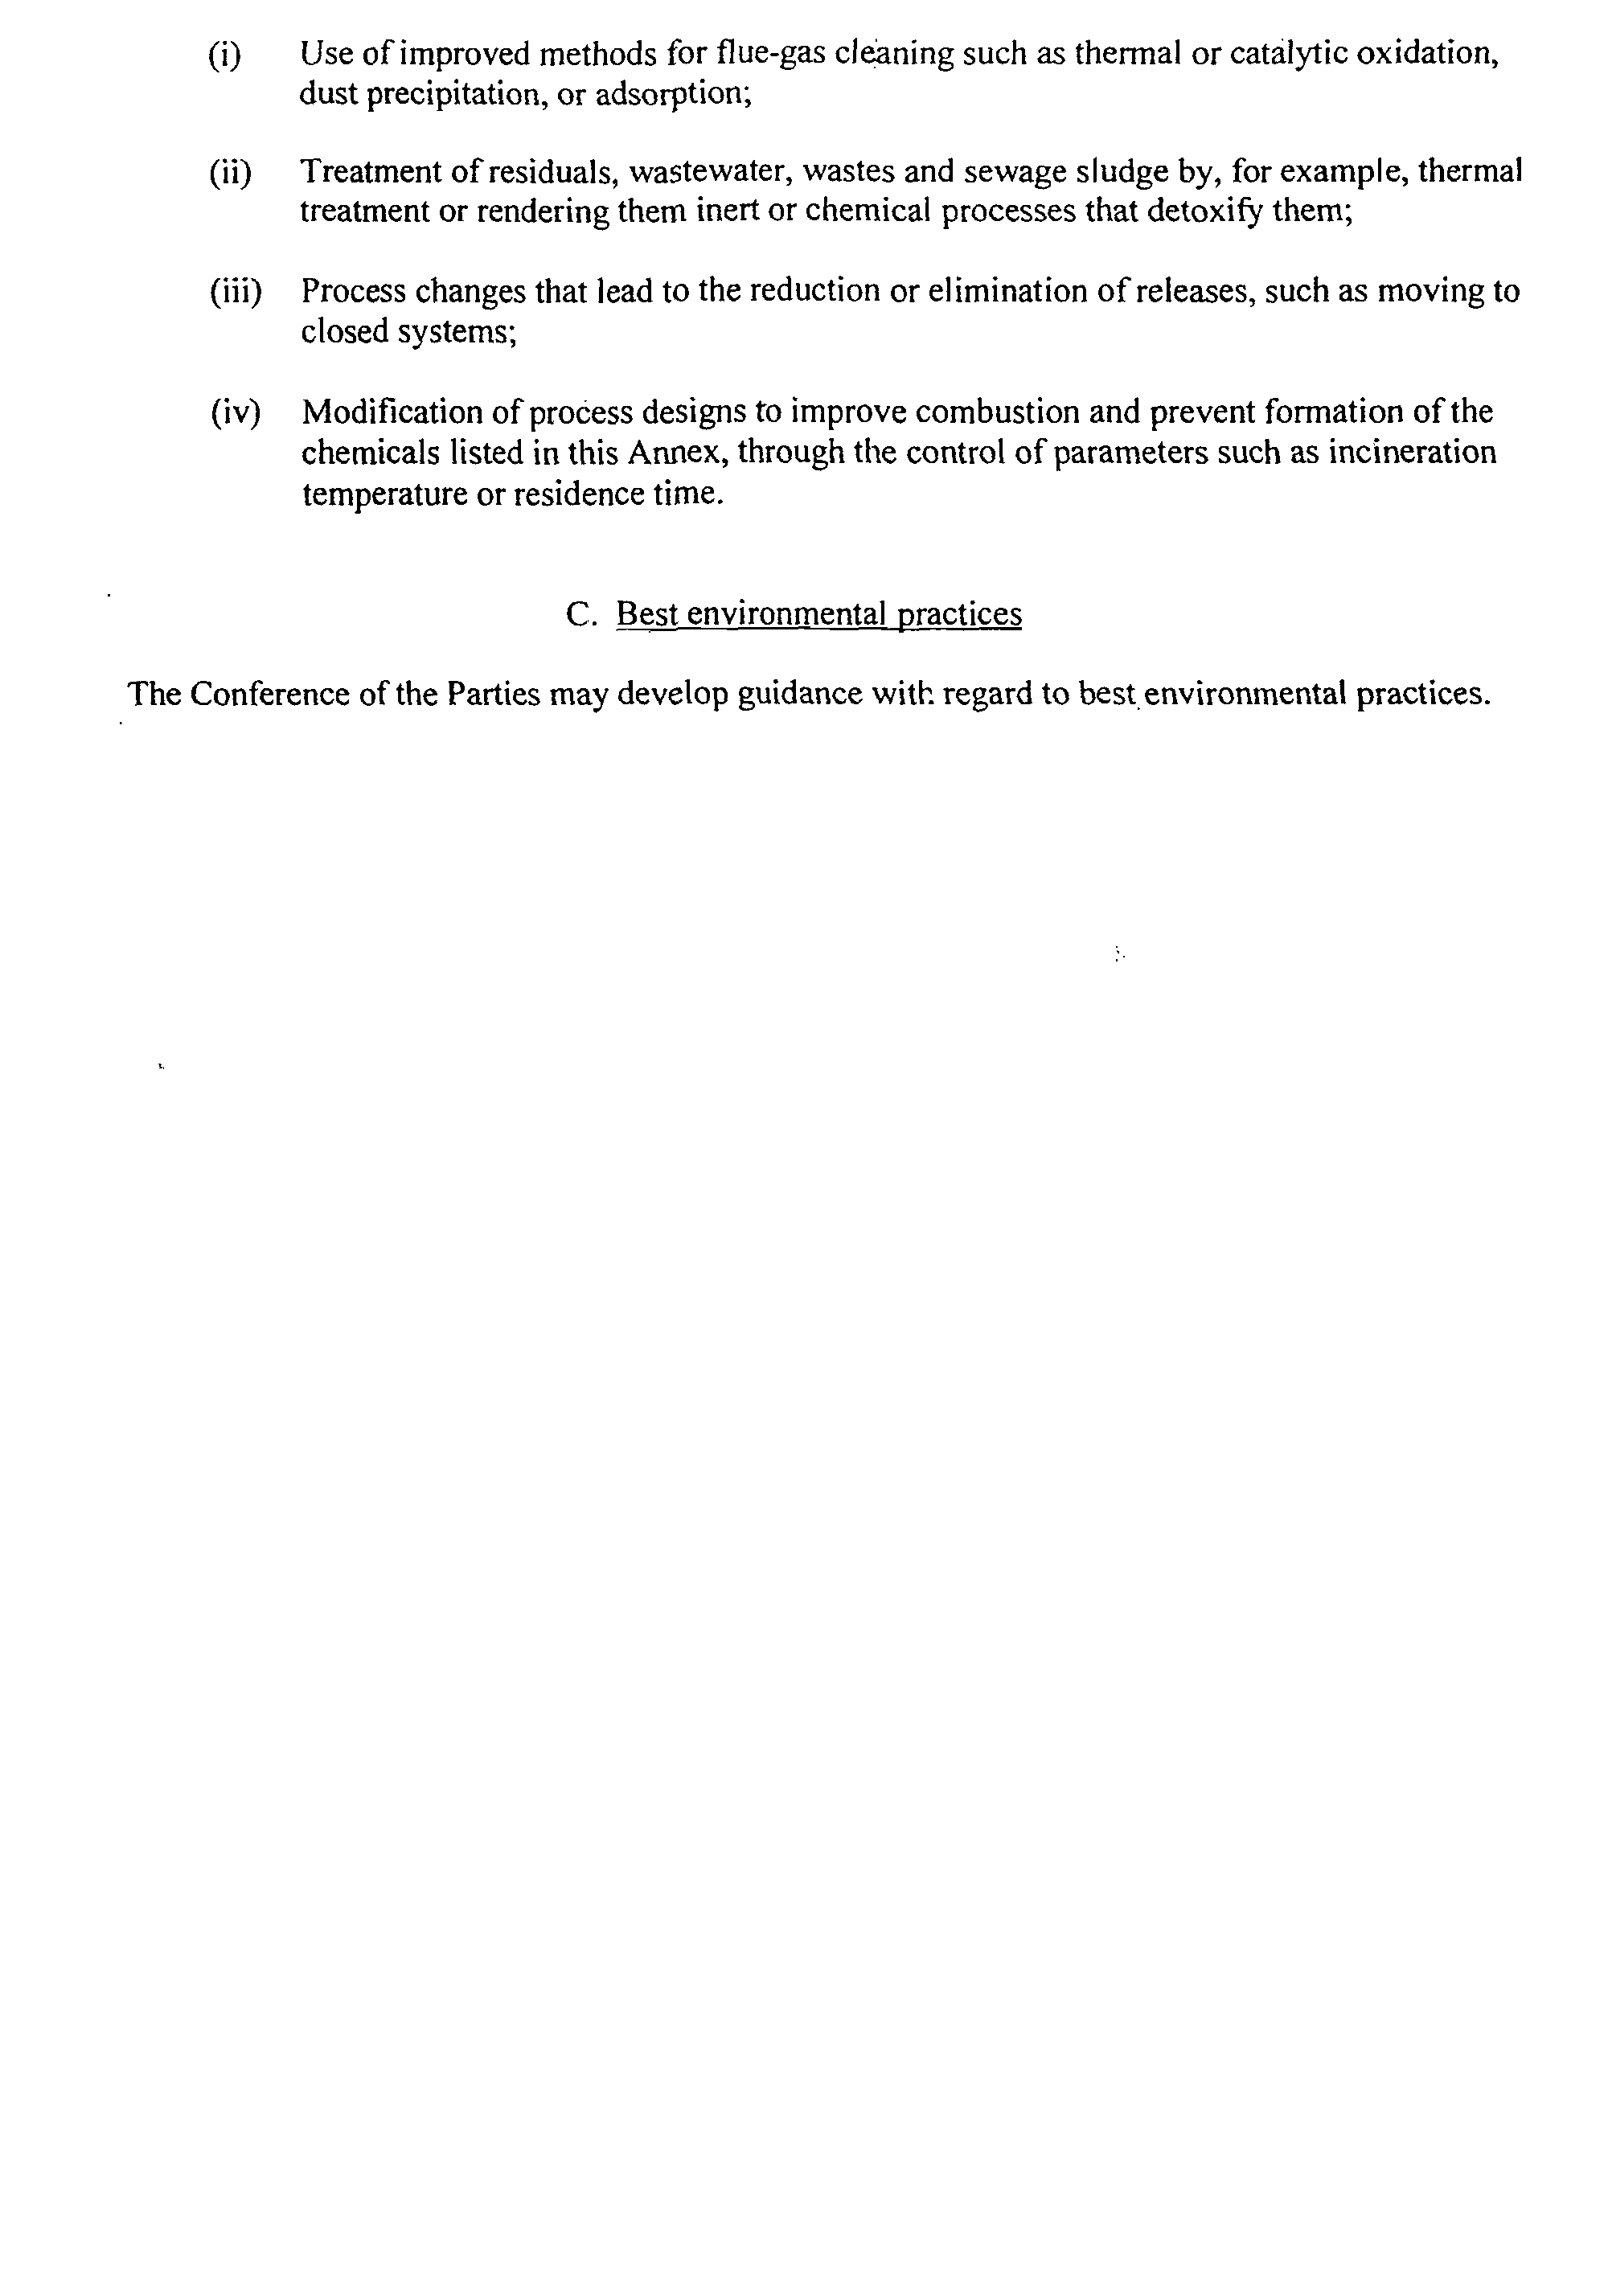 (i) Use of improved methods for flue-gas cleaning such as thermal or catalytic oxidation,
dust precipitation, or adsorption;
(ii) Treatment of residuals, wastewater, wastes and sewage sludge by, for example, thermal
treatment or rendering them inert or chemical processes that detoxify them;
(iii) Process changes that lead to the reduction or elimination of releases, such as moving to
closed systems;
(iv) Modification of process designs to improve combustion and prevent formation of the
chemicals listed in this Annex, through the control of parameters such as incineration
temperature or residence time.
C. Best environmental practices
The Conference of the Parties may develop guidance with regard to best environmental practices.